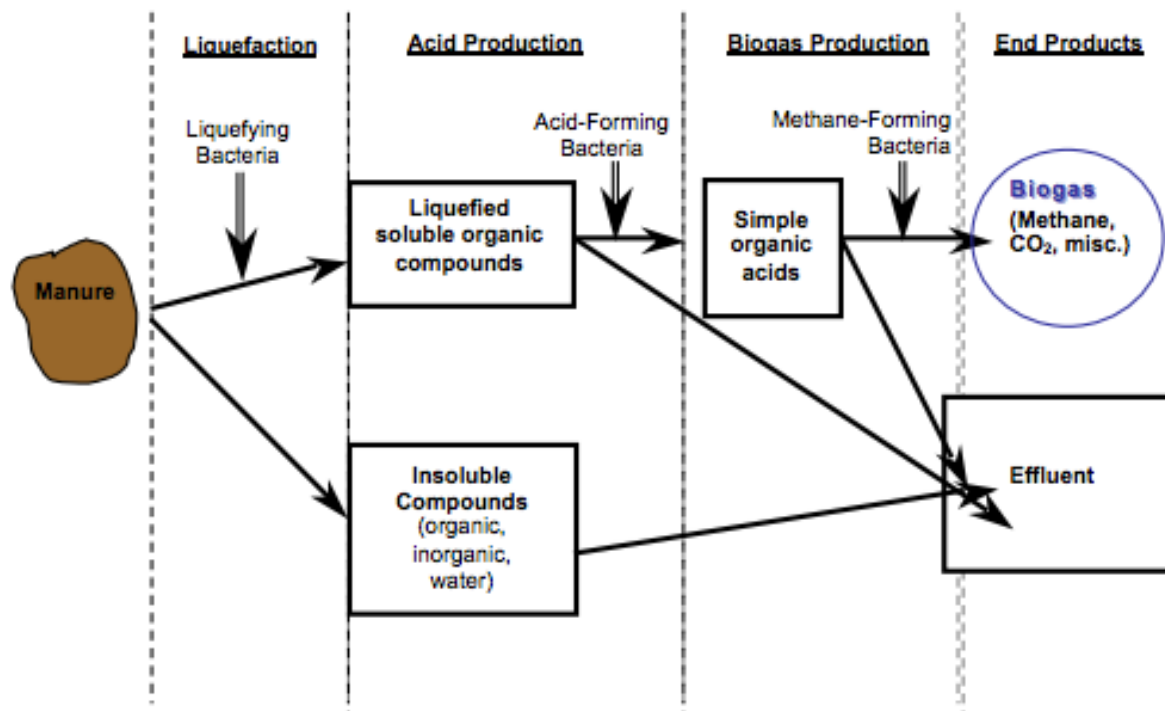 Liquefaction
Acid Production
Biogas Production
End Products
Liquefying
Bacteria
Acid-Forming
Bacteria
Methane-Forming
Bacteria
Manure
Liquefied
soluble organic
compounds
Simple
organic
acids
Biogas
(Methane,
CO₂, misc.)
Insoluble
Compounds
(organic,
inorganic,
water)
Effluent